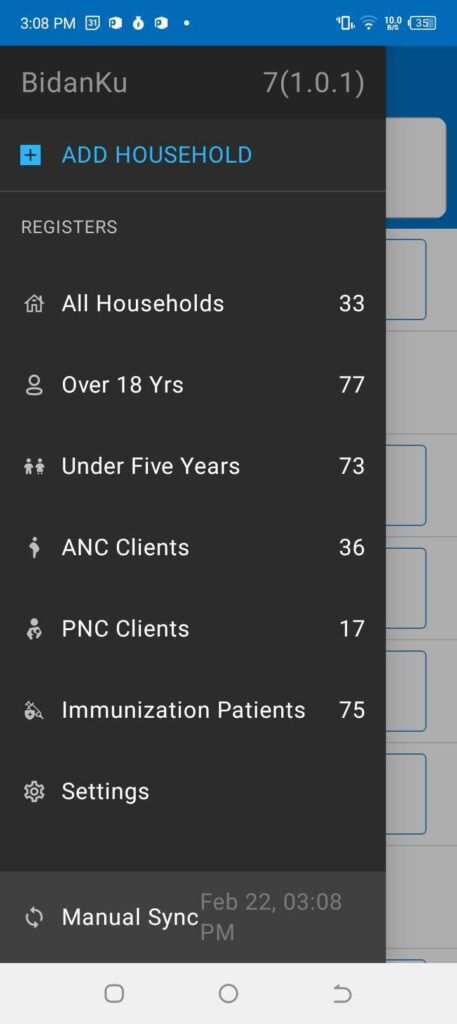 3:08 PM 31 10.0 B/S 35
BidanKu 7(1.0.1)
ADD HOUSEHOLD
REGISTERS
All Households 33
Over 18 Yrs 77
Under Five Years 73
ANC Clients 36
PNC Clients 17
Immunization Patients 75
Settings
Manual Sync Feb 22, 03:08
PM